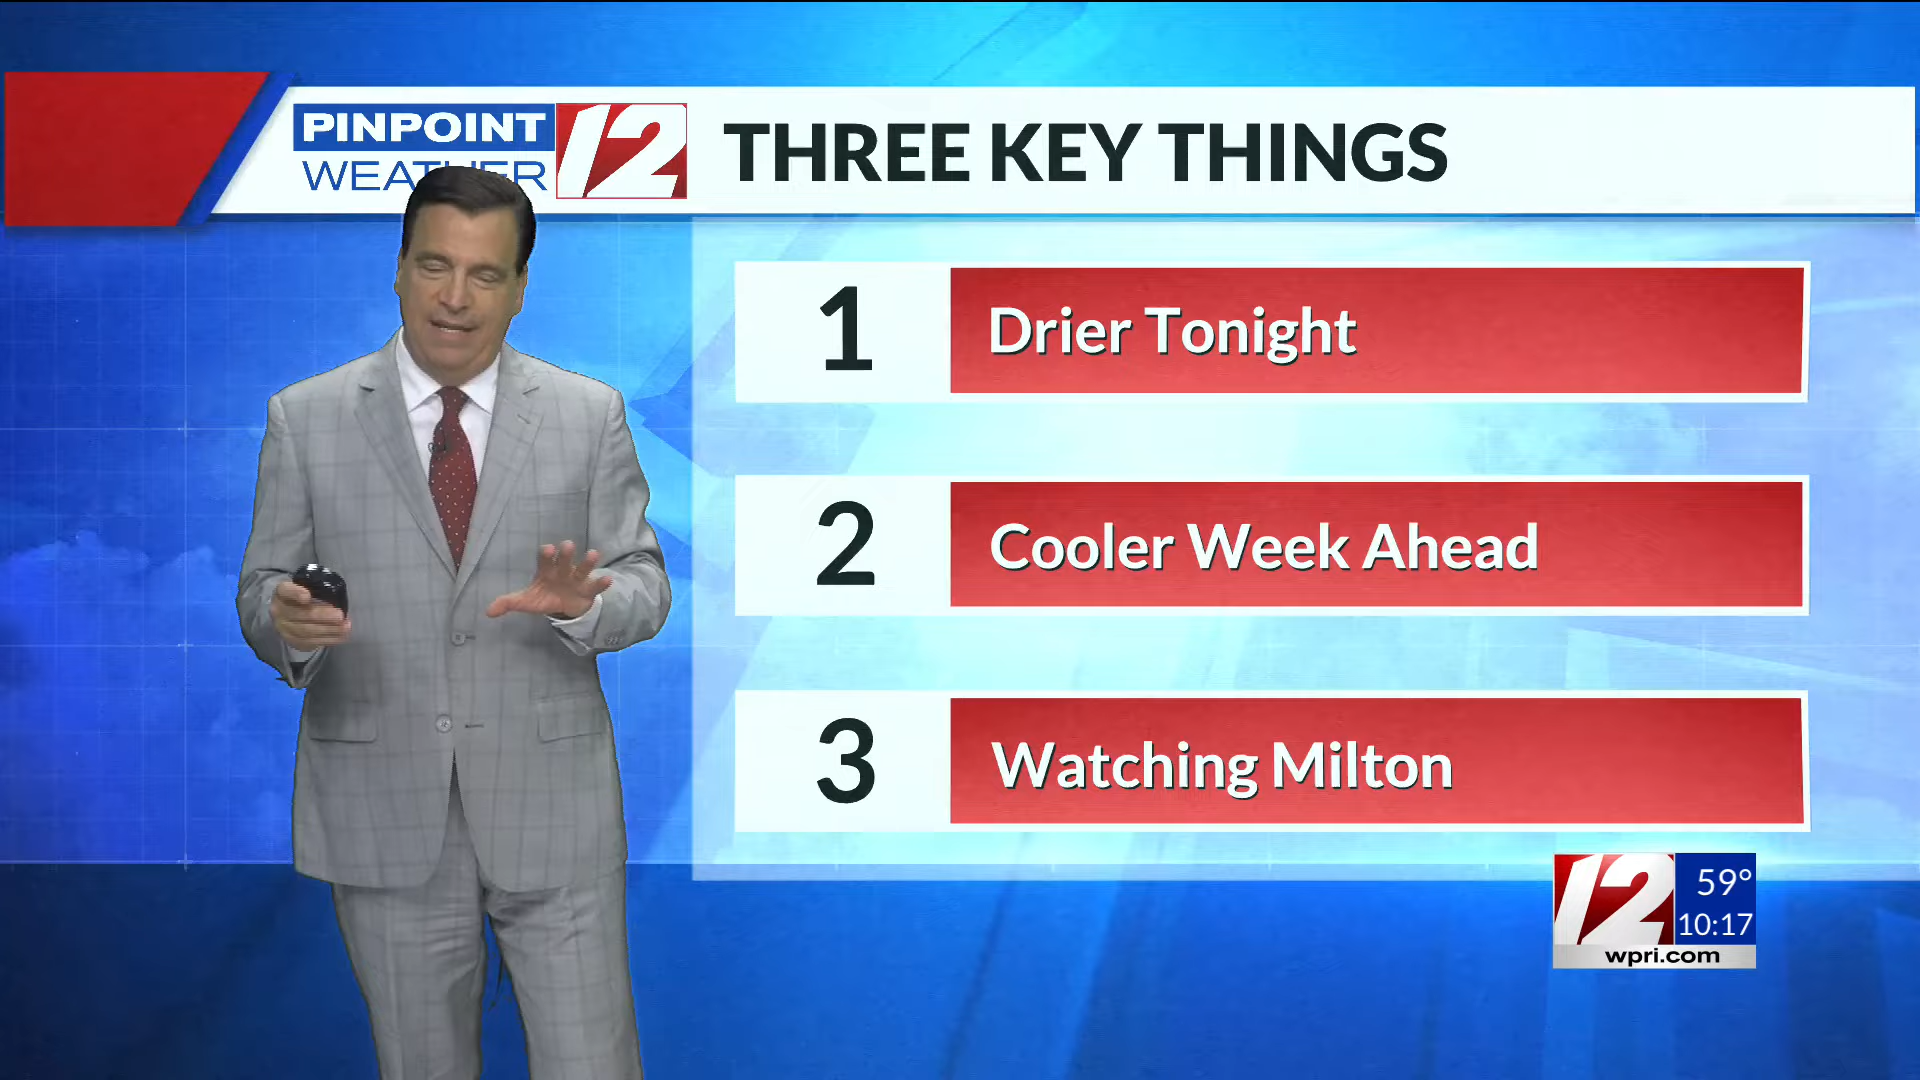 PINPOINT
WEATHER
12
THREE KEY THINGS
1
Drier Tonight
2
Cooler Week Ahead
3
Watching Milton
12
59°
10:17
wpri.com